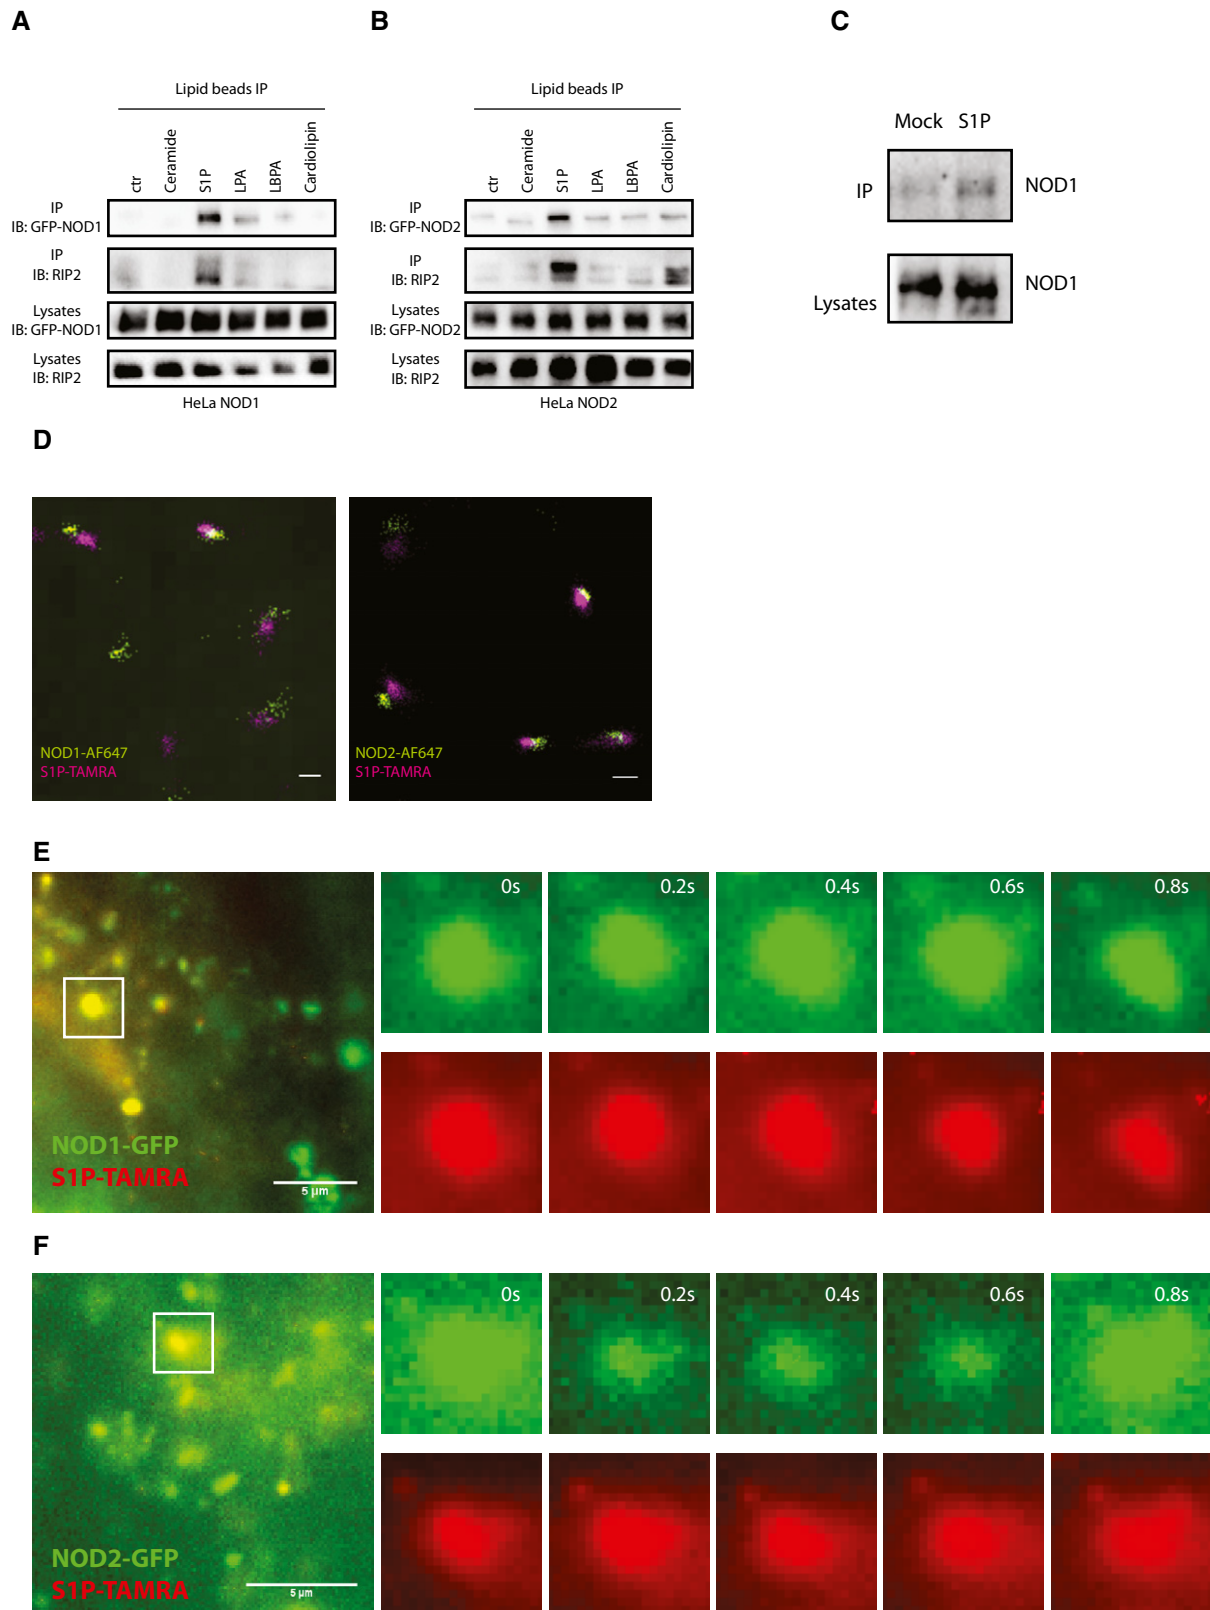 A
B
C
Lipid beads IP
ctr
Ceramide
S1P
LPA
LBPA
Cardiolipin
IP
IB: GFP-NOD1
IP
IB: RIP2
Lysates
IB: GFP-NOD1
Lysates
IB: RIP2
HeLa NOD1
Lipid beads IP
ctr
Ceramide
S1P
LPA
LBPA
Cardiolipin
IP
IB: GFP-NOD2
IP
IB: RIP2
Lysates
IB: GFP-NOD2
Lysates
IB: RIP2
HeLa NOD2
Mock S1P
IP
NOD1
Lysates
NOD1
D
NOD1-AF647
S1P-TAMRA
NOD2-AF647
S1P-TAMRA
E
0s
0.2s
0.4s
0.6s
0.8s
NOD1-GFP
S1P-TAMRA
5 µm
F
0s
0.2s
0.4s
0.6s
0.8s
NOD2-GFP
S1P-TAMRA
5 µm